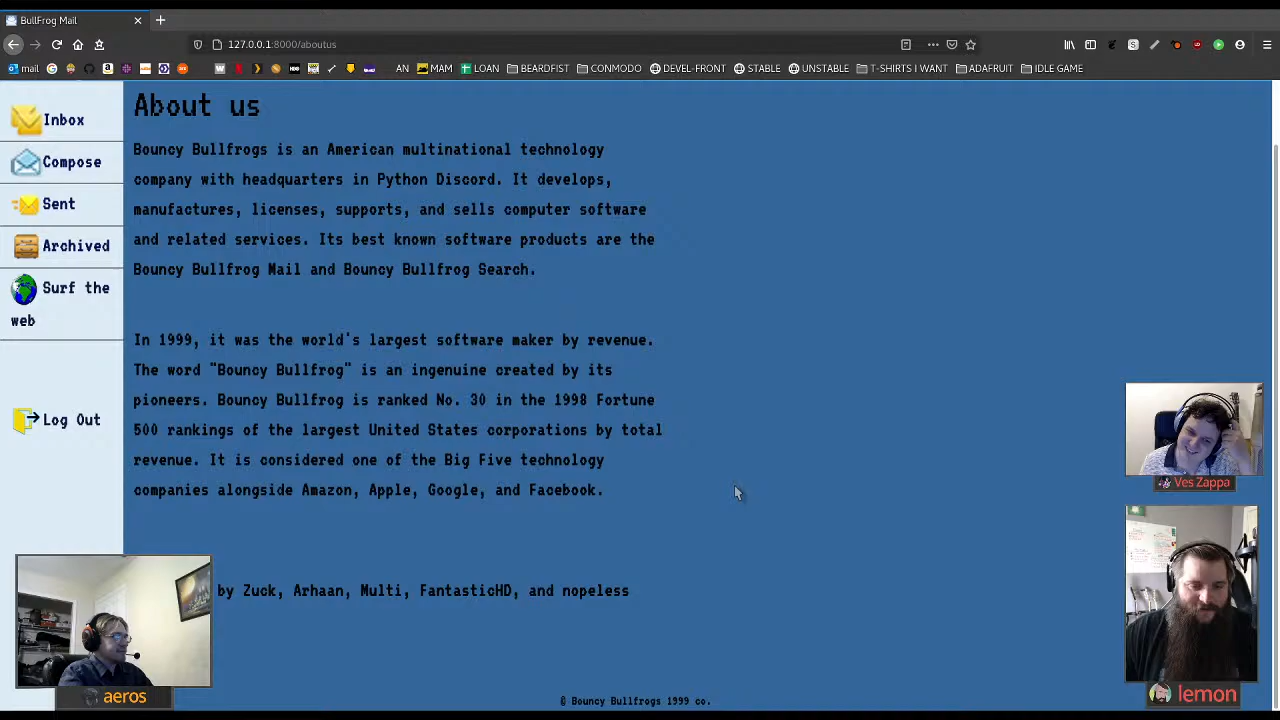 BullFrog Mail
127.0.0.1:8000/aboutus
mail
AN
MAM
LOAN
BEARDFIST
CONMODO
DEVEL-FRONT
STABLE
UNSTABLE
T-SHIRTS I WANT
ADAFRUIT
IDLE GAME
Inbox
Compose
Sent
Archived
Surf the
web
Log Out
About us
Bouncy Bullfrogs is an American multinational technology
company with headquarters in Python Discord. It develops,
manufactures, licenses, supports, and sells computer software
and related services. Its best known software products are the
Bouncy Bullfrog Mail and Bouncy Bullfrog Search.
In 1999, it was the world's largest software maker by revenue.
The word "Bouncy Bullfrog" is an ingenuine created by its
pioneers. Bouncy Bullfrog is ranked No. 30 in the 1998 Fortune
500 rankings of the largest United States corporations by total
revenue. It is considered one of the Big Five technology
companies alongside Amazon, Apple, Google, and Facebook.
by Zuck, Arhaan, Multi, FantasticHD, and nopeless
© Bouncy Bullfrogs 1999 co.
Ves Zappa
aeros
lemon